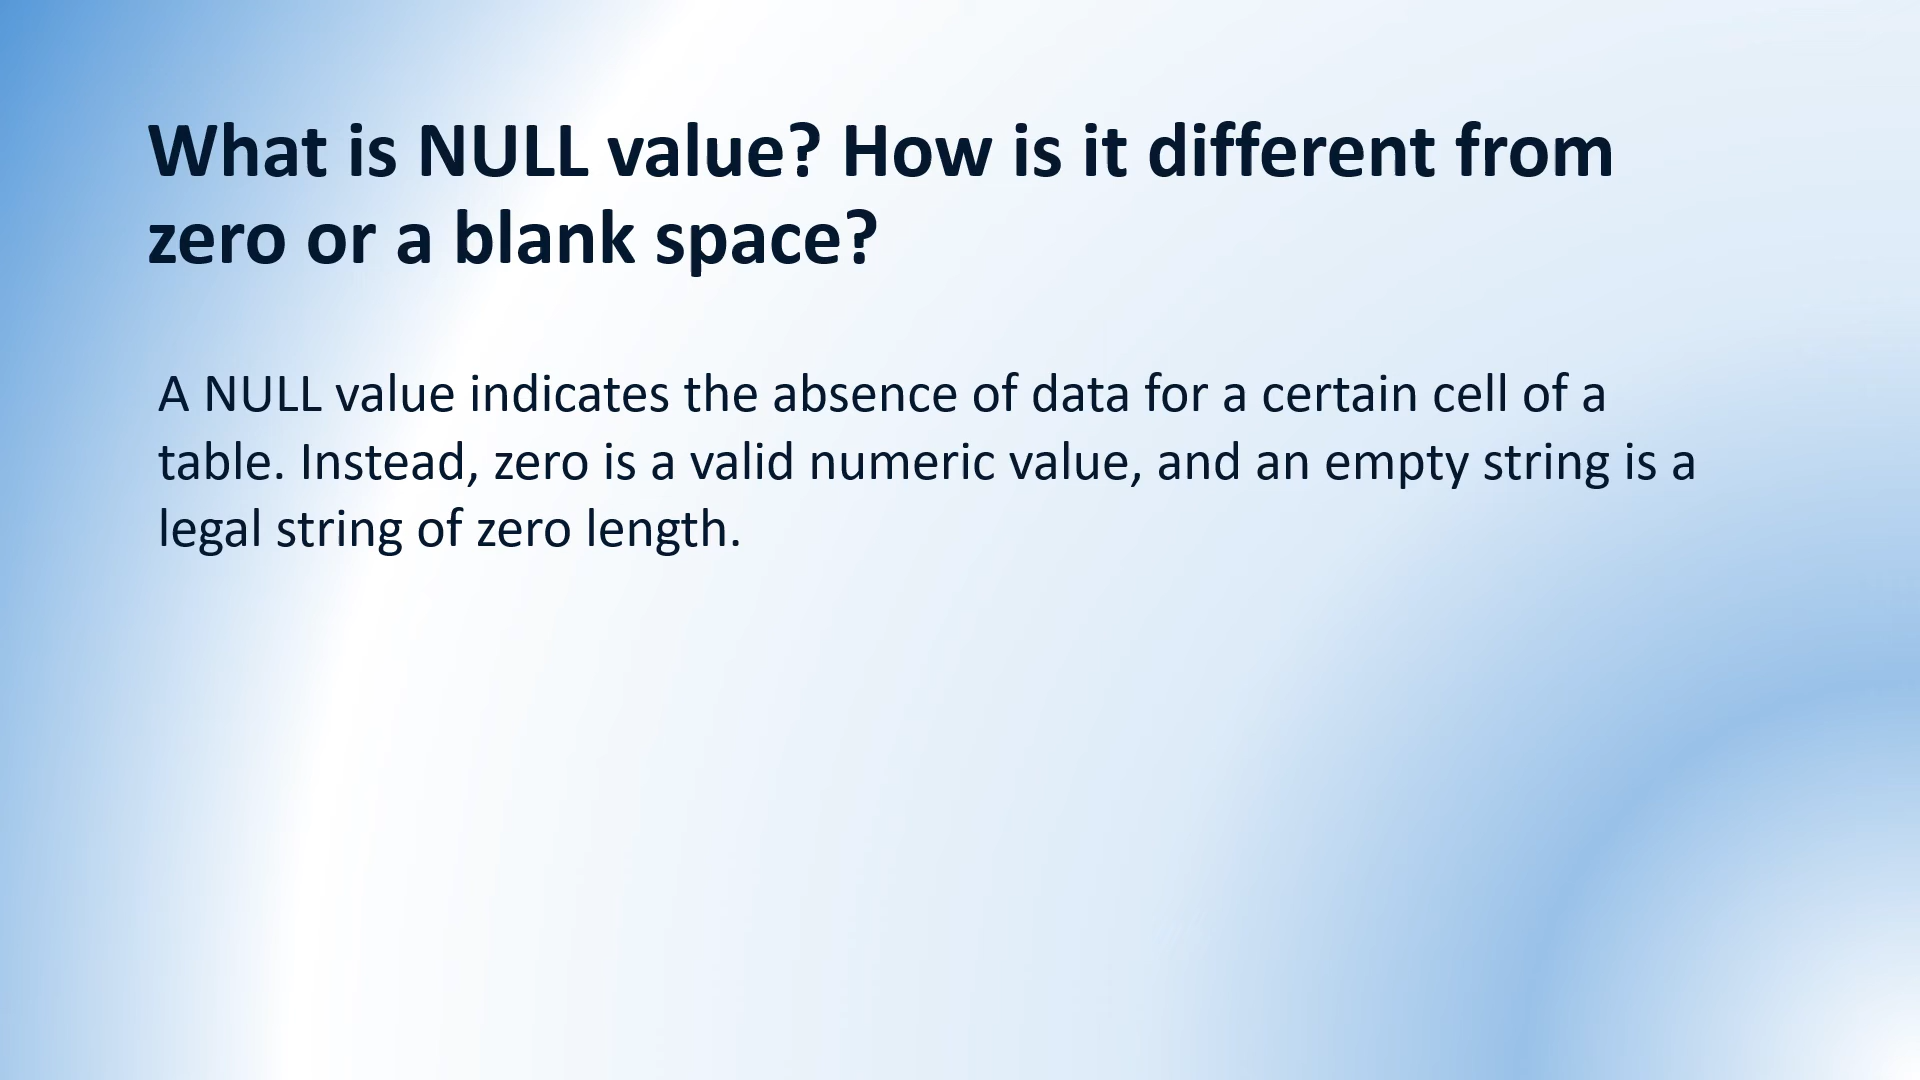 What is NULL value? How is it different from
zero or a blank space?
A NULL value indicates the absence of data for a certain cell of a
table. Instead, zero is a valid numeric value, and an empty string is a
legal string of zero length.